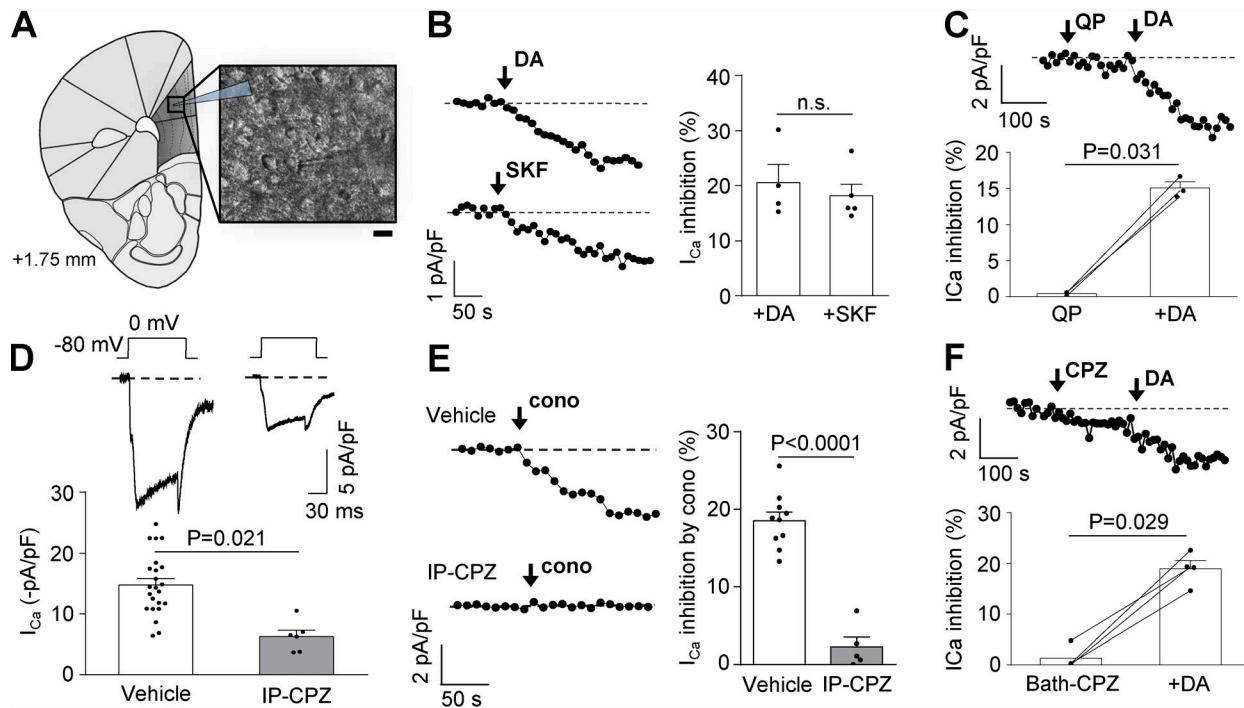 A
+1.75 mm
B
DA
SKF
1 pA/pF
50 s
I_Ca inhibition (%)
40
30
20
10
0
n.s.
+DA
+SKF
C
QP
DA
2 pA/pF
100 s
ICa inhibition (%)
20
15
10
5
0
P=0.031
QP
+DA
D
0 mV
-80 mV
5 pA/pF
30 ms
I_Ca (-pA/pF)
30
20
10
0
P=0.021
Vehicle
IP-CPZ
E
Vehicle
cono
IP-CPZ
cono
2 pA/pF
50 s
I_Ca inhibition by cono (%)
30
20
10
0
P<0.0001
Vehicle
IP-CPZ
F
CPZ
DA
2 pA/pF
100 s
ICa inhibition (%)
30
20
10
0
P=0.029
Bath-CPZ
+DA